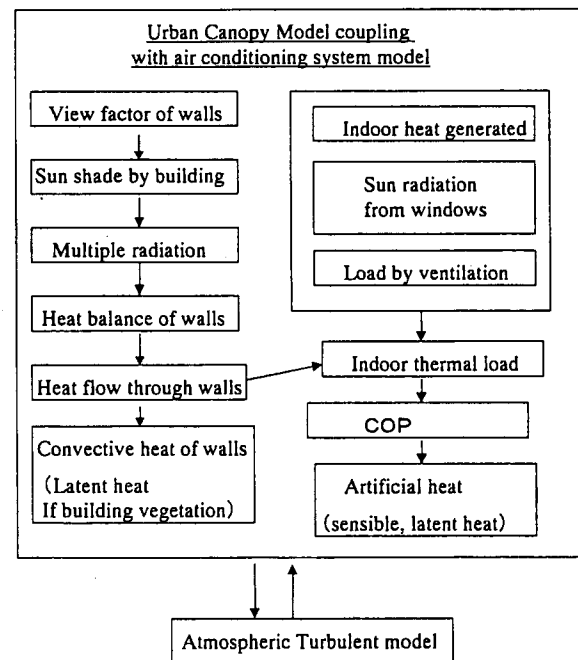 Urban Canopy Model coupling
with air conditioning system model
View factor of walls
Sun shade by building
Multiple radiation
Heat balance of walls
Heat flow through walls
Convective heat of walls
(Latent heat
If building vegetation)
Indoor heat generated
Sun radiation
from windows
Load by ventilation
Indoor thermal load
COP
Artificial heat
(sensible, latent heat)
Atmospheric Turbulent model